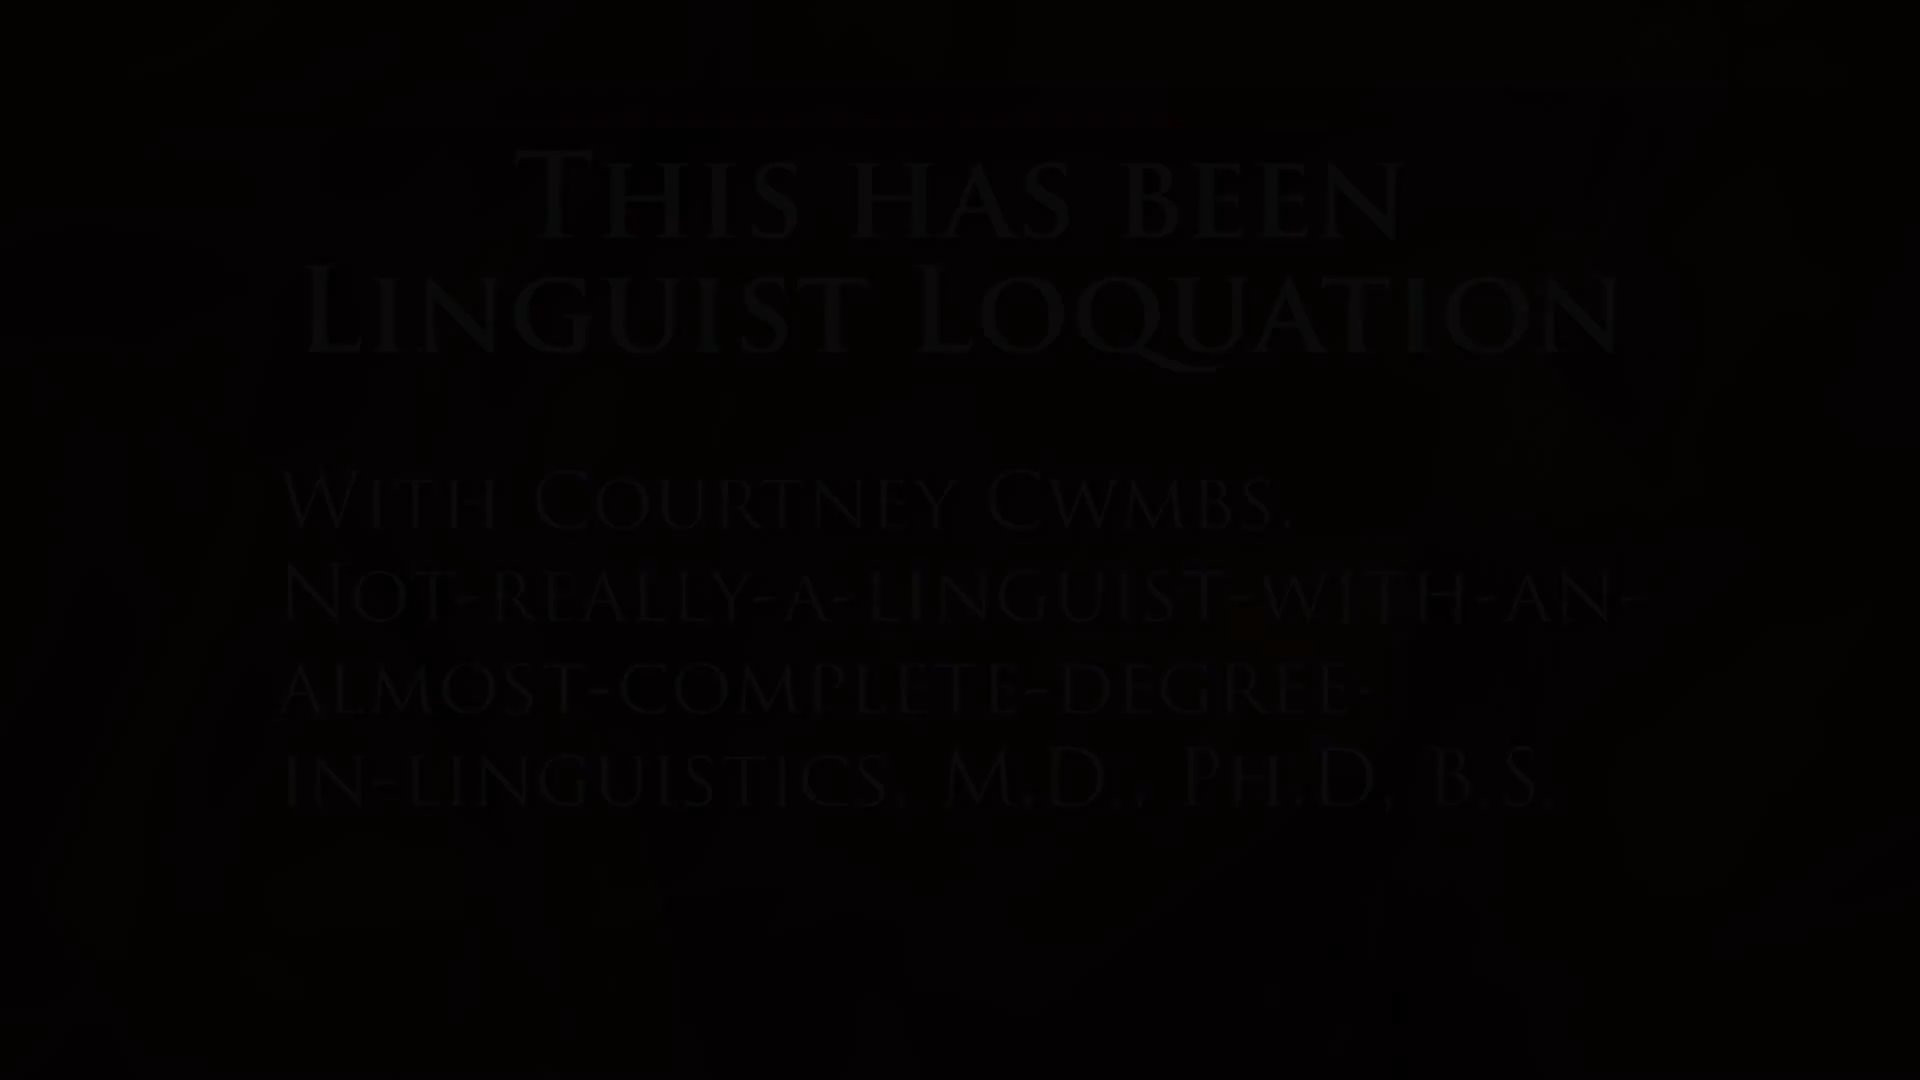 This has been
Linguist Loquation
With Courtney Cwmbs,
Not-really-a-linguist-with-an-
almost-complete-degree-
in-linguistics, M.D., Ph.D, B.S.